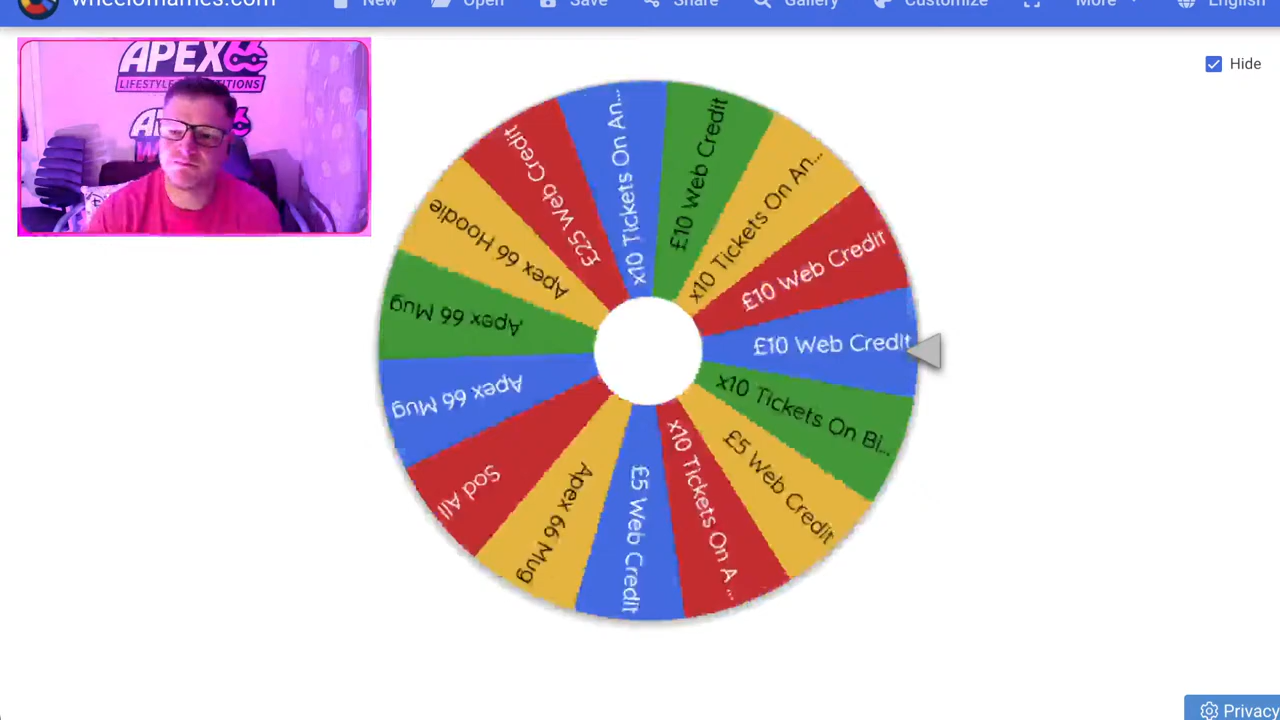 wheelofnames.com
New
Open
Save
Share
Gallery
Customize
More
English
Hide
APEX66
LIFESTYLE
£10 Web Credit
x10 Tickets On Bi...
£5 Web Credit
x10 Tickets On A...
£5 Web Credit
Apex 66 Mug
Sod All
Apex 66 Mug
Apex 66 Mug
Apex 66 Hoodie
£25 Web Credit
x10 Tickets On An...
£10 Web Credit
x10 Tickets On An...
£10 Web Credit
Privacy